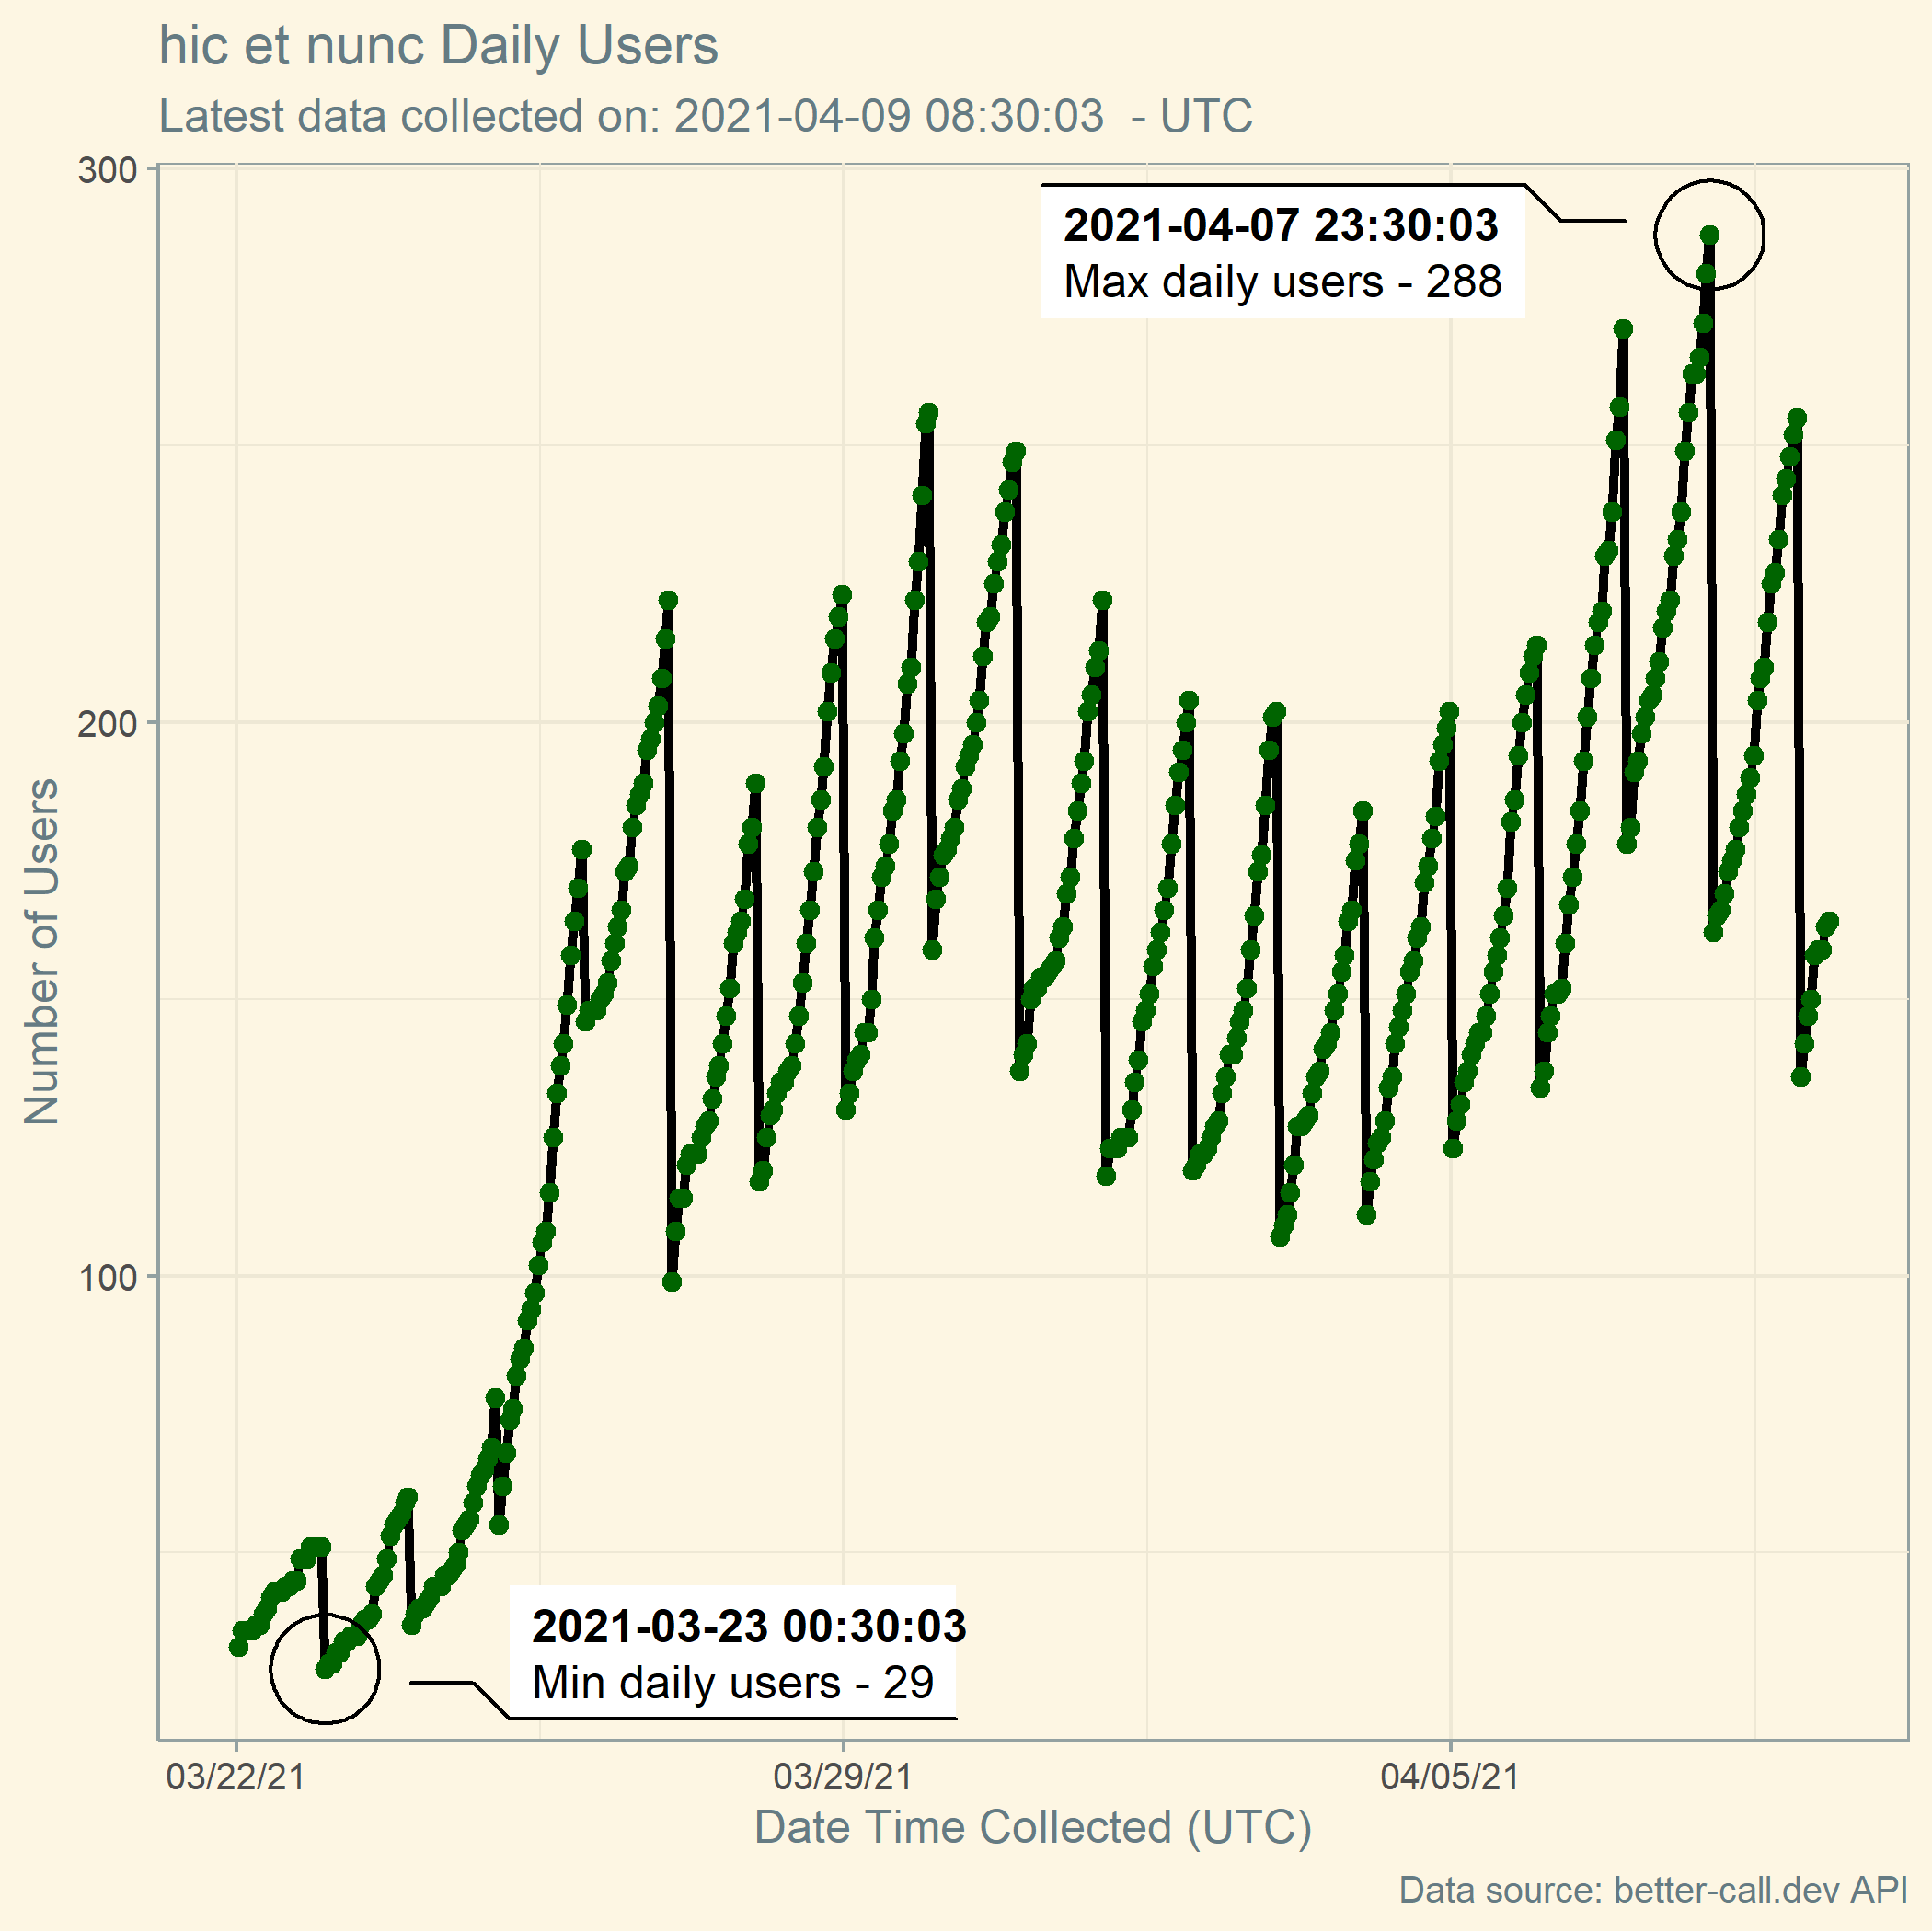 hic et nunc Daily Users
Latest data collected on: 2021-04-09 08:30:03  - UTC
300
2021-04-07 23:30:03
Max daily users - 288
200
Number of Users
100
2021-03-23 00:30:03
Min daily users - 29
03/22/21
03/29/21
04/05/21
Date Time Collected (UTC)
Data source: better-call.dev API